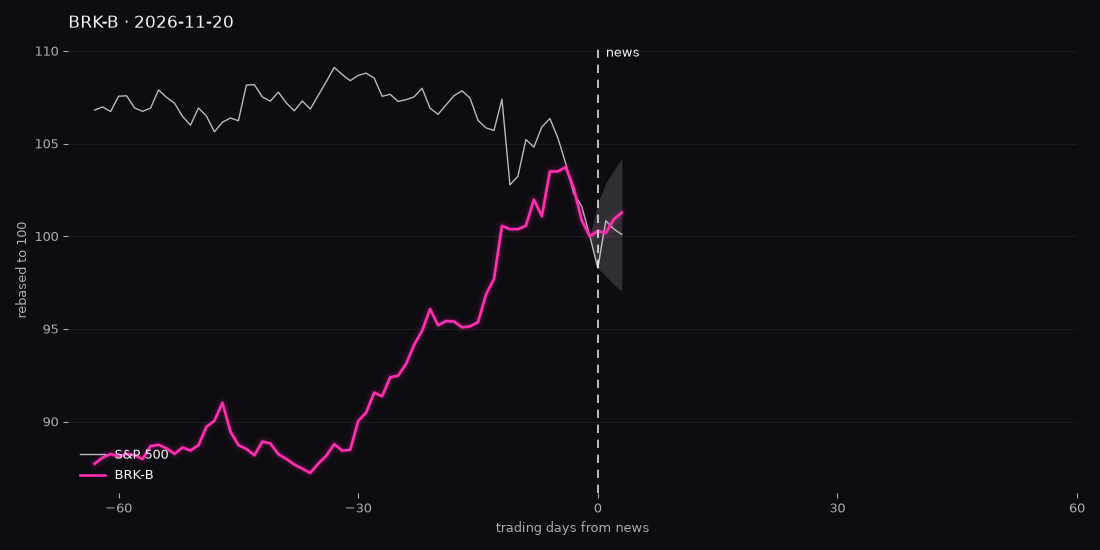 BRK-B · 2026-11-20
news
110
105
100
95
90
rebased to 100
S&P 500
BRK-B
−60
−30
0
30
60
trading days from news